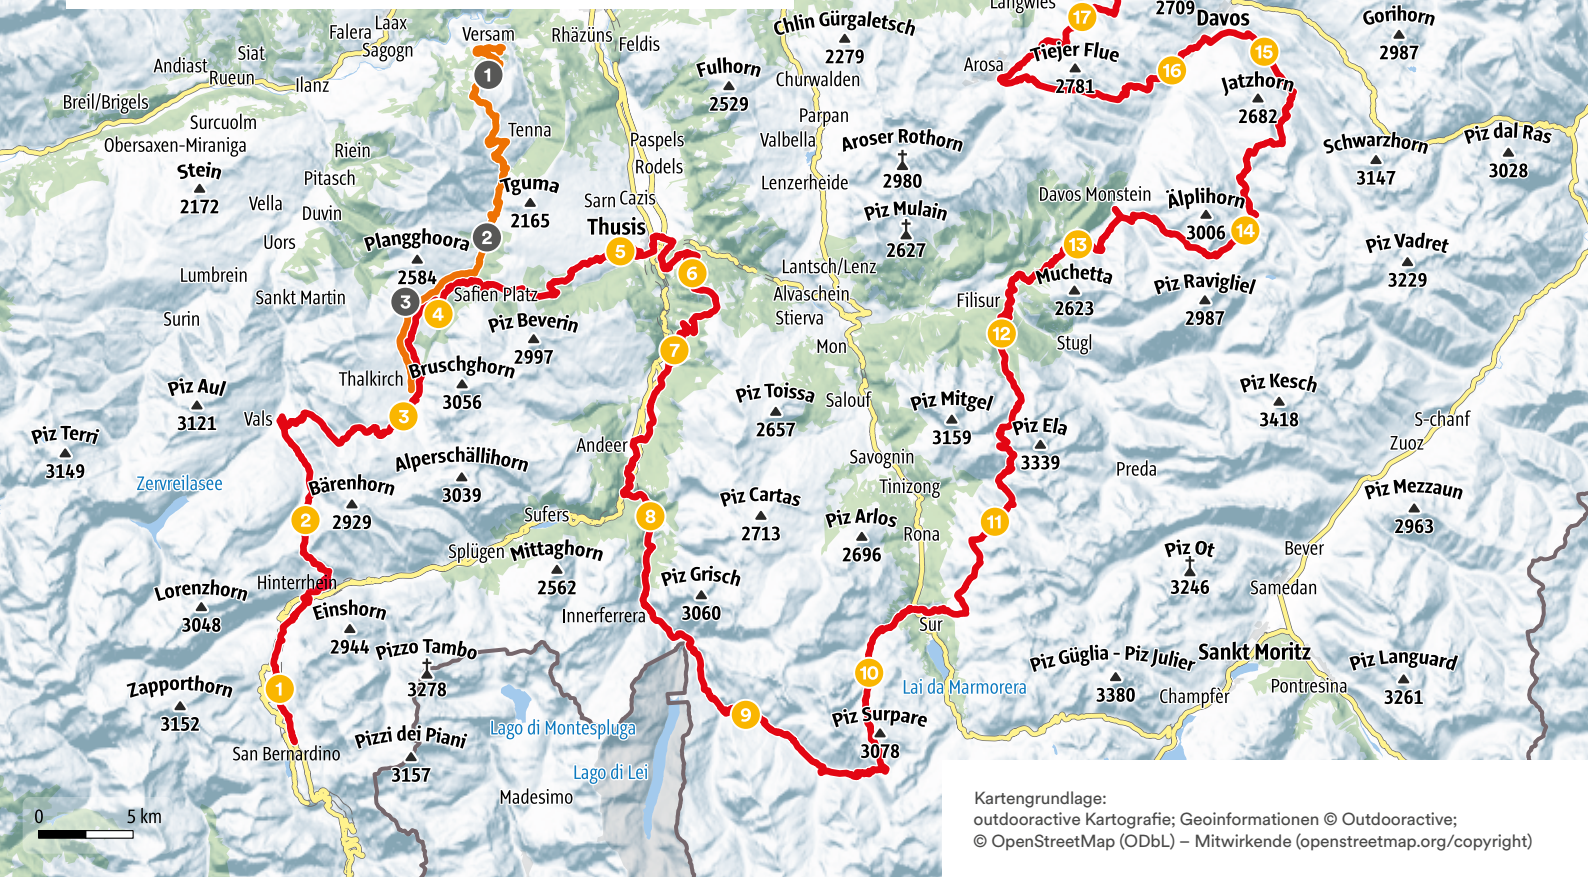 Langwies
17
2709
Davos
Gorihorn
2987
Laax
Falera
Sagogn
Versam
Rhäzüns
Feldis
Chlin Gürgaletsch
2279
Tiejer Flue
2781
Arosa
15
16
Siat
Andiast
Rueun
Ilanz
1
Fulhorn
2529
Churwalden
Jatzhorn
2682
Breil/Brigels
Surcuolm
Obersaxen-Miraniga
Tenna
Parpan
Valbella
Paspels
Rodels
Aroser Rothorn
2980
Schwarzhorn
3147
Piz dal Ras
3028
Riein
Pitasch
Stein
2172
Vella
Duvin
Tguma
2165
Sarn
Cazis
Lenzerheide
Davos Monstein
Älplihorn
3006
14
Piz Mulain
2627
Thusis
5
Uors
Plangghoora
2584
2
13
Piz Vadret
3229
Lumbrein
Sankt Martin
6
Lantsch/Lenz
Alvaschein
Stierva
Muchetta
2623
Piz Ravigliel
2987
Filisur
3
4
Safien Platz
Surin
Piz Beverin
2997
12
Stugl
Mon
7
Thalkirch
Bruschghorn
3056
Piz Aul
3121
Piz Toissa
2657
Salouf
Piz Mitgel
3159
Piz Kesch
3418
Vals
3
Piz Terri
3149
Andeer
Piz Ela
3339
S-chanf
Zuoz
Alperschällihorn
3039
Savognin
Preda
Zervreilasee
Bärenhorn
2929
2
Tinizong
Piz Cartas
2713
Piz Arlos
2696
Piz Mezzaun
2963
Sufers
8
11
Rona
Splügen
Mittaghorn
2562
Piz Ot
3246
Bever
Samedan
Hinterrhein
Lorenzhorn
3048
Einshorn
2944
Piz Grisch
3060
Innerferrera
Sur
Pizzo Tambo
3278
Sankt Moritz
Piz Güglia - Piz Julier
3380
Piz Languard
3261
10
Lai da Marmorera
Champfèr
Pontresina
Zapporthorn
3152
1
9
Piz Surpare
3078
Lago di Montespluga
Pizzi dei Piani
3157
San Bernardino
Lago di Lei
Madesimo
0 5 km
Kartengrundlage:
outdooractive Kartografie; Geoinformationen © Outdooractive;
© OpenStreetMap (ODbL) – Mitwirkende (openstreetmap.org/copyright)